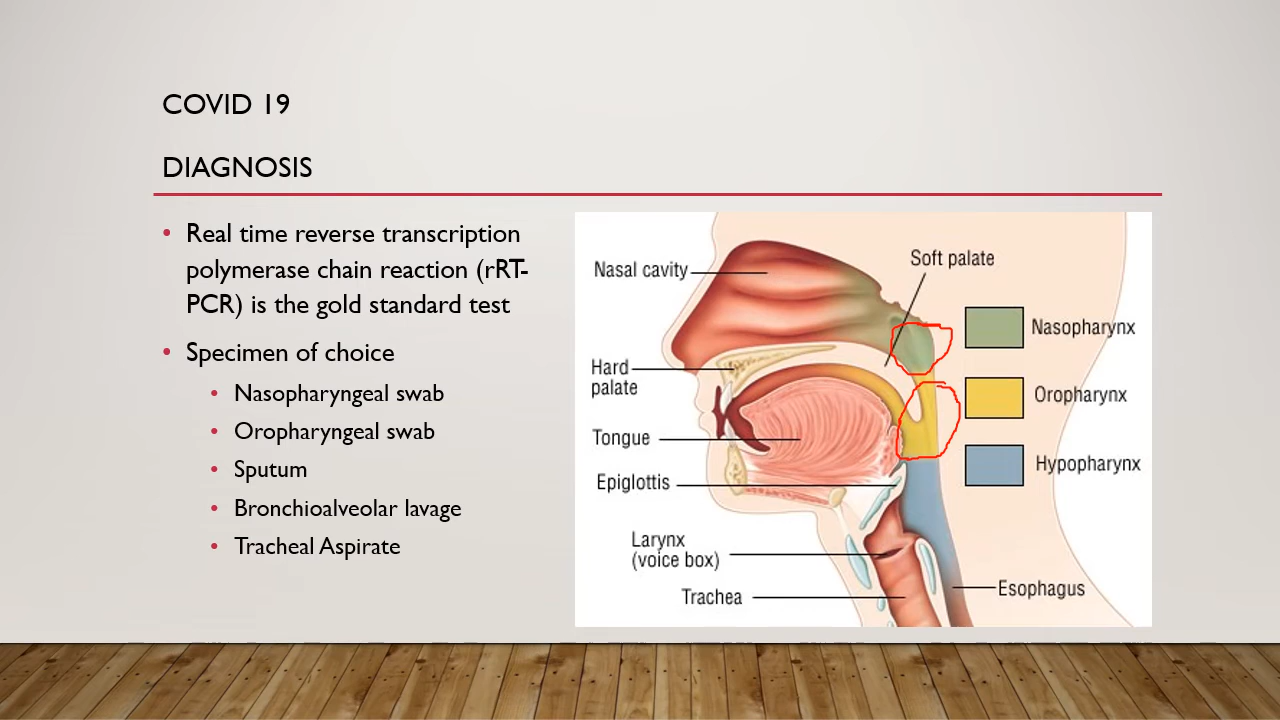 COVID 19
DIAGNOSIS
Real time reverse transcription
polymerase chain reaction (rRT-
PCR) is the gold standard test
Specimen of choice
Nasopharyngeal swab
Oropharyngeal swab
Sputum
Bronchioalveolar lavage
Tracheal Aspirate
Nasal cavity
Soft palate
Nasopharynx
Hard
palate
Oropharynx
Tongue
Hypopharynx
Epiglottis
Larynx
(voice box)
Esophagus
Trachea